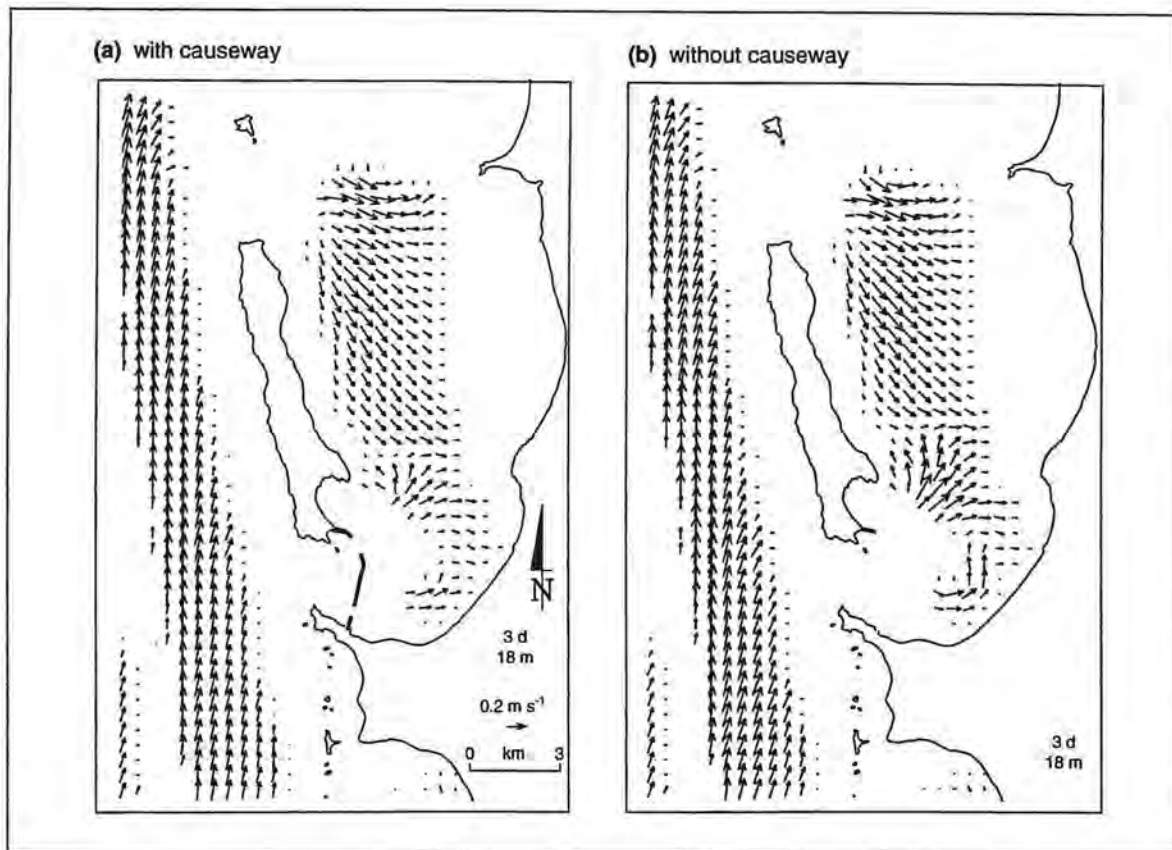 (a) with causeway
(b) without causeway
N
3 d
18 m
0.2 m s⁻¹
0 km 3
3 d
18 m